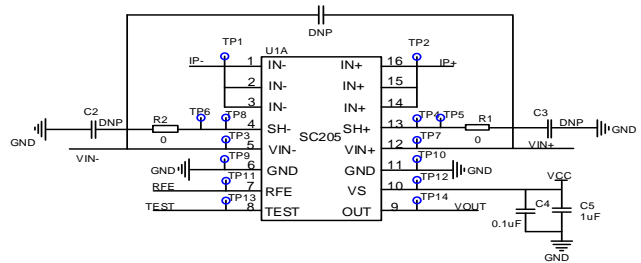 DNP
TP1 U1A TP2
IP- 1 IN- IN+ 16 IP+
2 IN- IN+ 15
3 IN- IN+ 14
C2 DNP R2 TP6 TP8 4 SH- SC205 SH+ 13 TP4 TP5 R1 C3 DNP
GND 0 TP3 TP7 0 GND
VIN- 5 VIN- VIN+ 12 VIN+
TP9 TP10
GND 6 GND GND 11 GND
TP11 TP12 VCC
RFE 7 RFE VS 10
TP13 TP14 C4 C5
TEST 8 TEST OUT 9 VOUT
0.1uF 1uF
GND